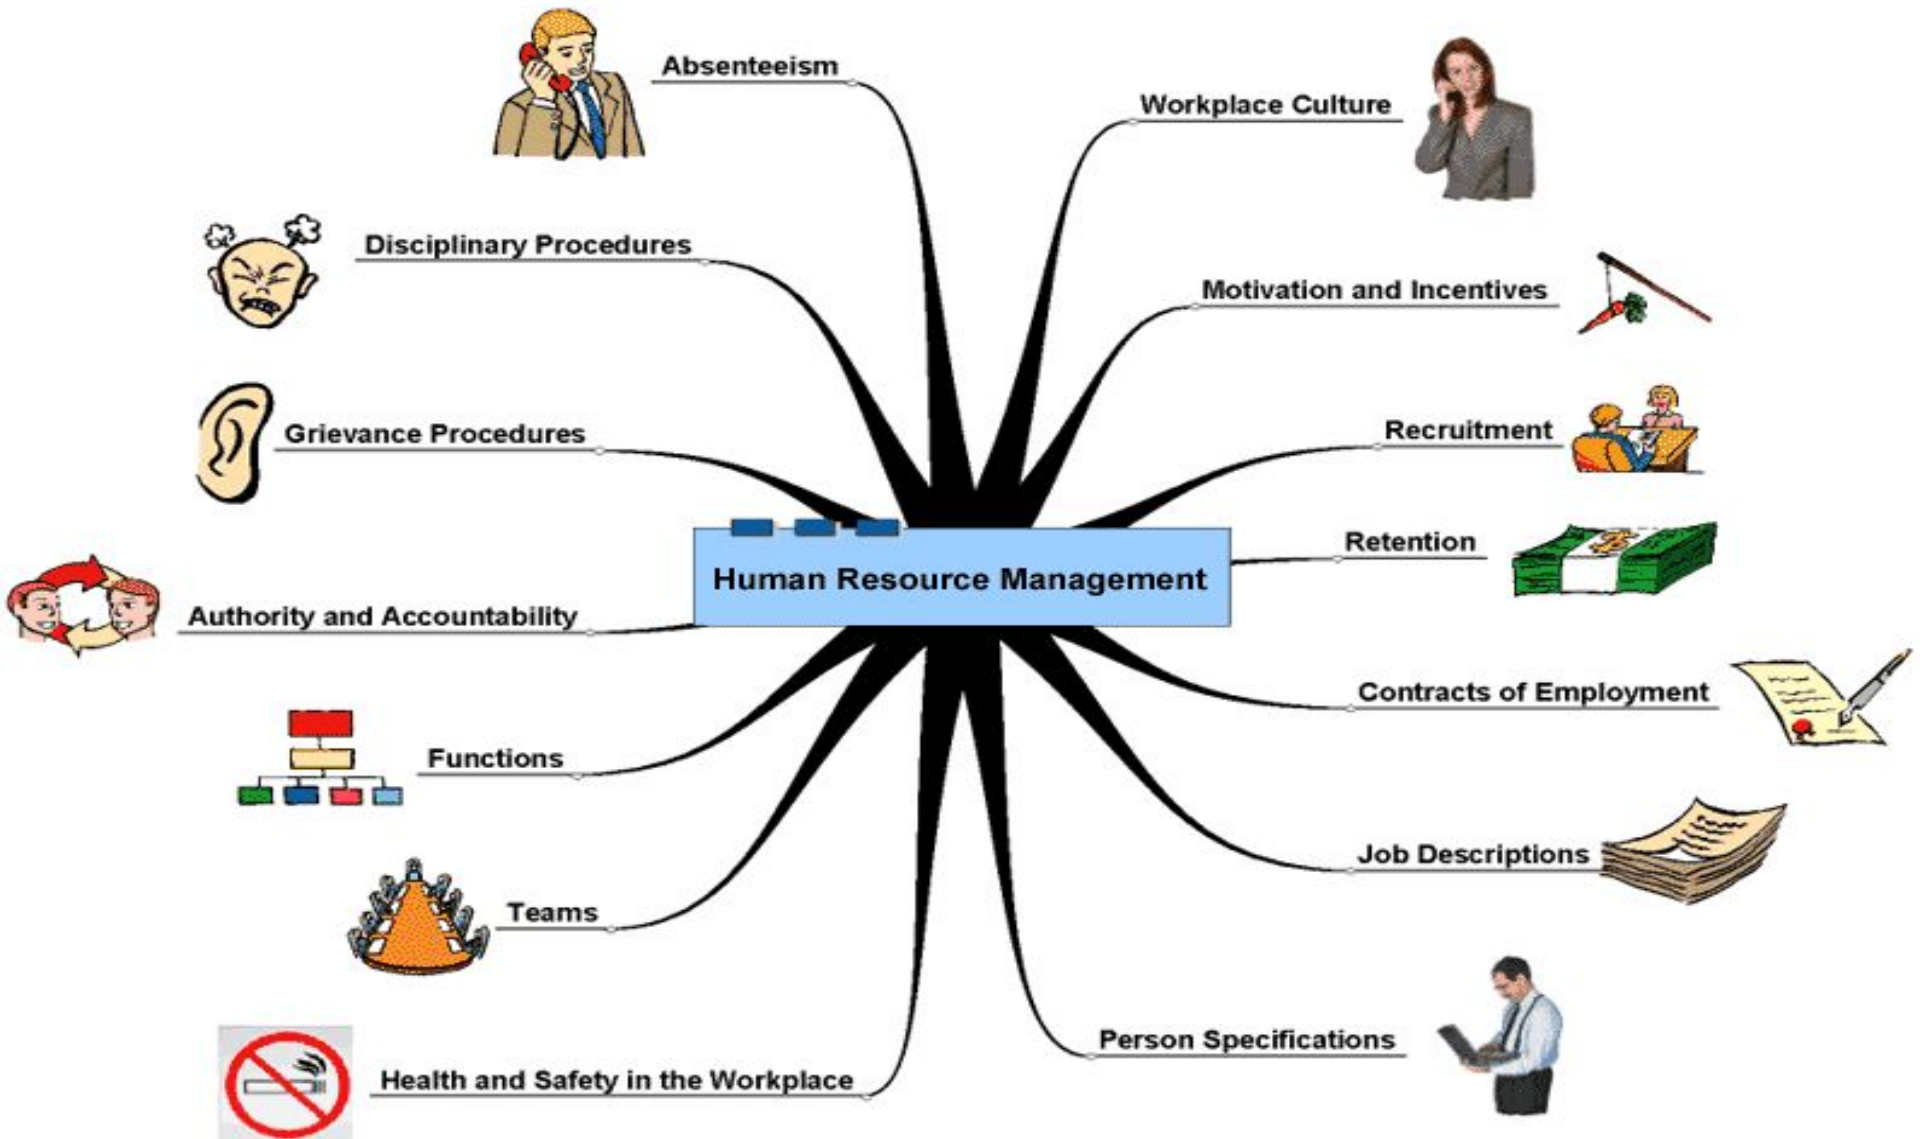 Absenteeism
Workplace Culture
Disciplinary Procedures
Motivation and Incentives
Grievance Procedures
Recruitment
Retention
Human Resource Management
Authority and Accountability
Contracts of Employment
Functions
Job Descriptions
Teams
Person Specifications
Health and Safety in the Workplace